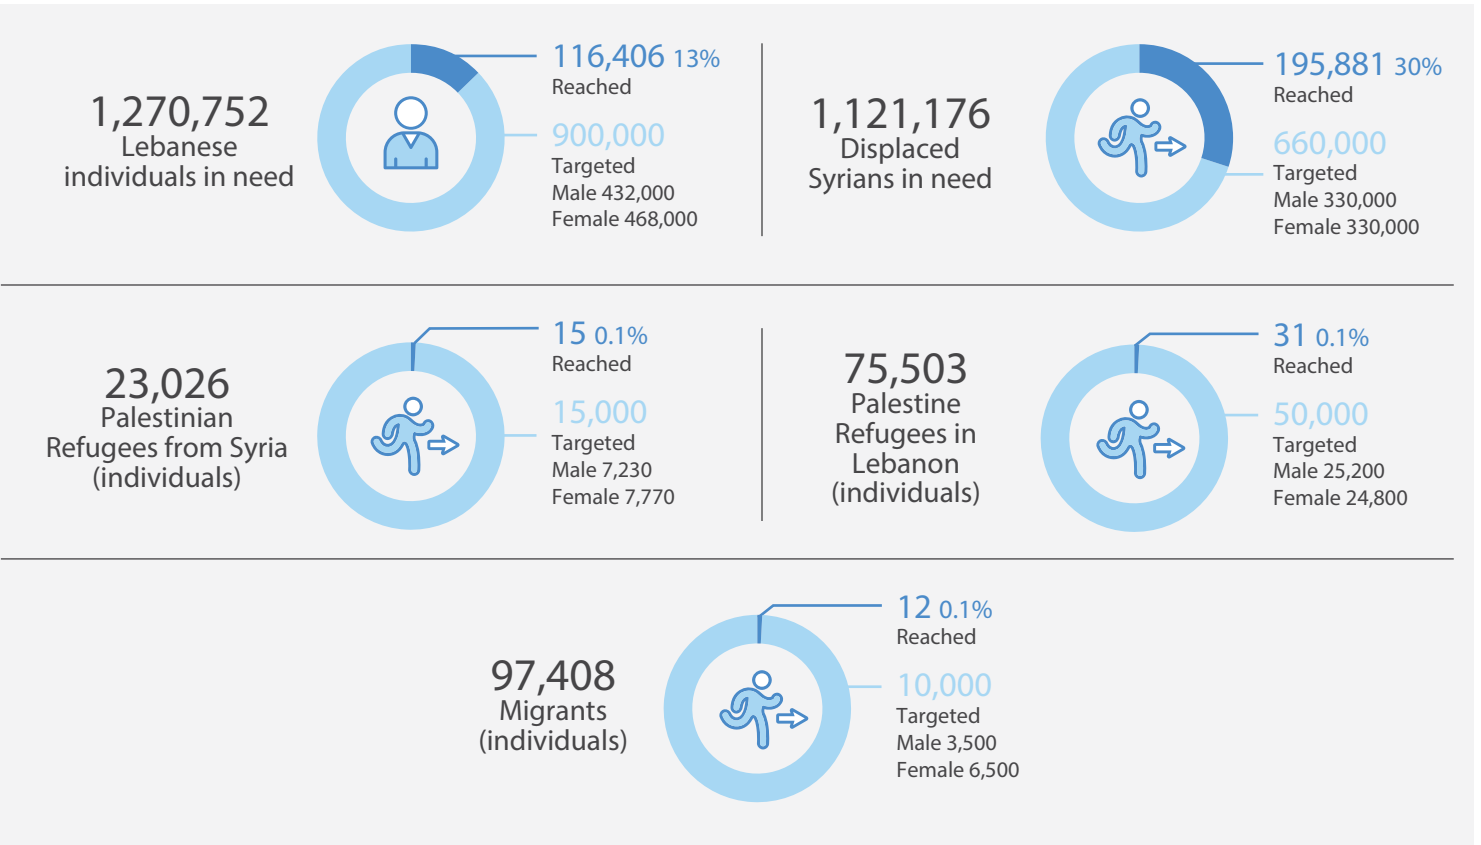 1,270,752
Lebanese
individuals in need
116,406 13%
Reached
900,000
Targeted
Male 432,000
Female 468,000
1,121,176
Displaced
Syrians in need
195,881 30%
Reached
660,000
Targeted
Male 330,000
Female 330,000
23,026
Palestinian
Refugees from Syria
(individuals)
15 0.1%
Reached
15,000
Targeted
Male 7,230
Female 7,770
75,503
Palestine
Refugees in
Lebanon
(individuals)
31 0.1%
Reached
50,000
Targeted
Male 25,200
Female 24,800
97,408
Migrants
(individuals)
12 0.1%
Reached
10,000
Targeted
Male 3,500
Female 6,500